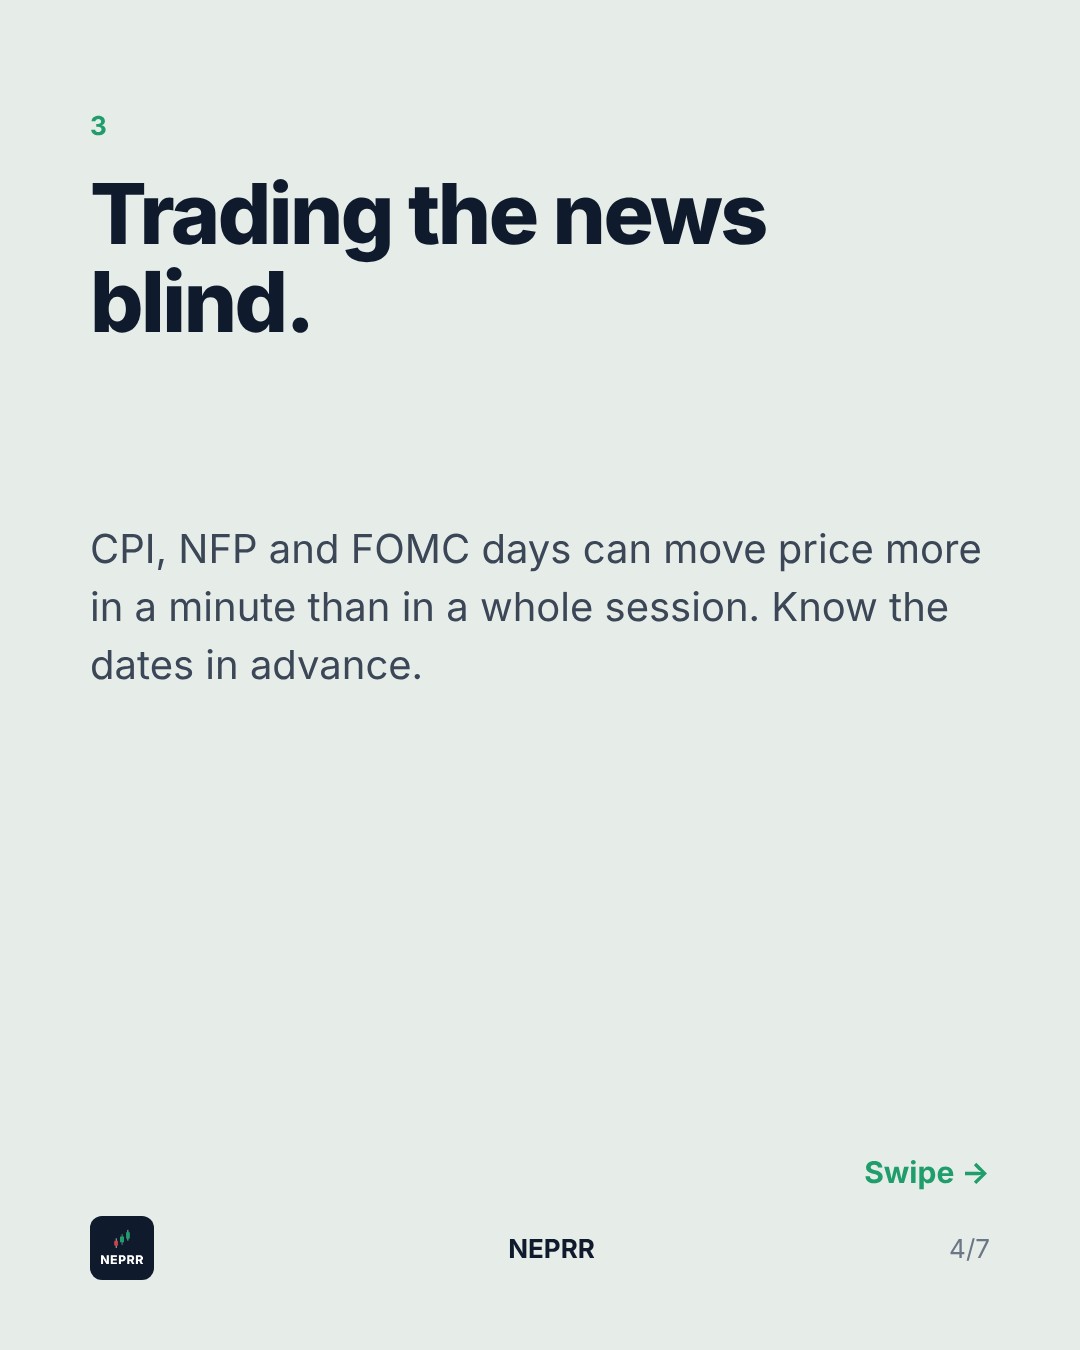 3
Trading the news
blind.
CPI, NFP and FOMC days can move price more
in a minute than in a whole session. Know the
dates in advance.
Swipe →
NEPRR
NEPRR
4/7